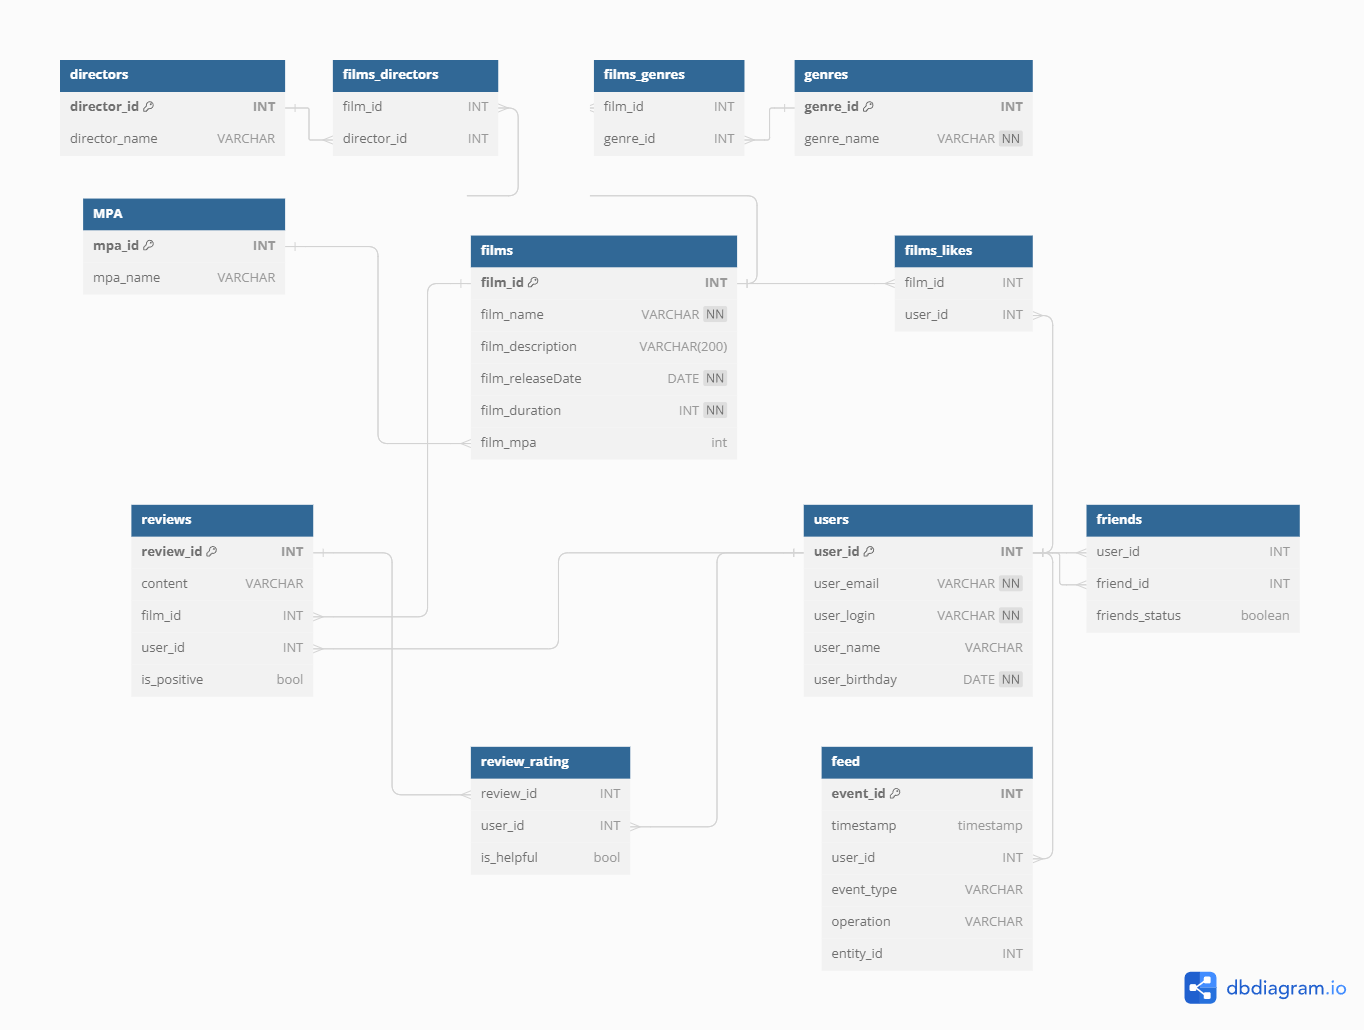 directors
director_id INT
director_name VARCHAR
films_directors
film_id INT
director_id INT
films_genres
film_id INT
genre_id INT
genres
genre_id INT
genre_name VARCHAR NN
MPA
mpa_id INT
mpa_name VARCHAR
films
film_id INT
film_name VARCHAR NN
film_description VARCHAR(200)
film_releaseDate DATE NN
film_duration INT NN
film_mpa int
films_likes
film_id INT
user_id INT
reviews
review_id INT
content VARCHAR
film_id INT
user_id INT
is_positive bool
users
user_id INT
user_email VARCHAR NN
user_login VARCHAR NN
user_name VARCHAR
user_birthday DATE NN
friends
user_id INT
friend_id INT
friends_status boolean
review_rating
review_id INT
user_id INT
is_helpful bool
feed
event_id INT
timestamp timestamp
user_id INT
event_type VARCHAR
operation VARCHAR
entity_id INT
dbdiagram.io